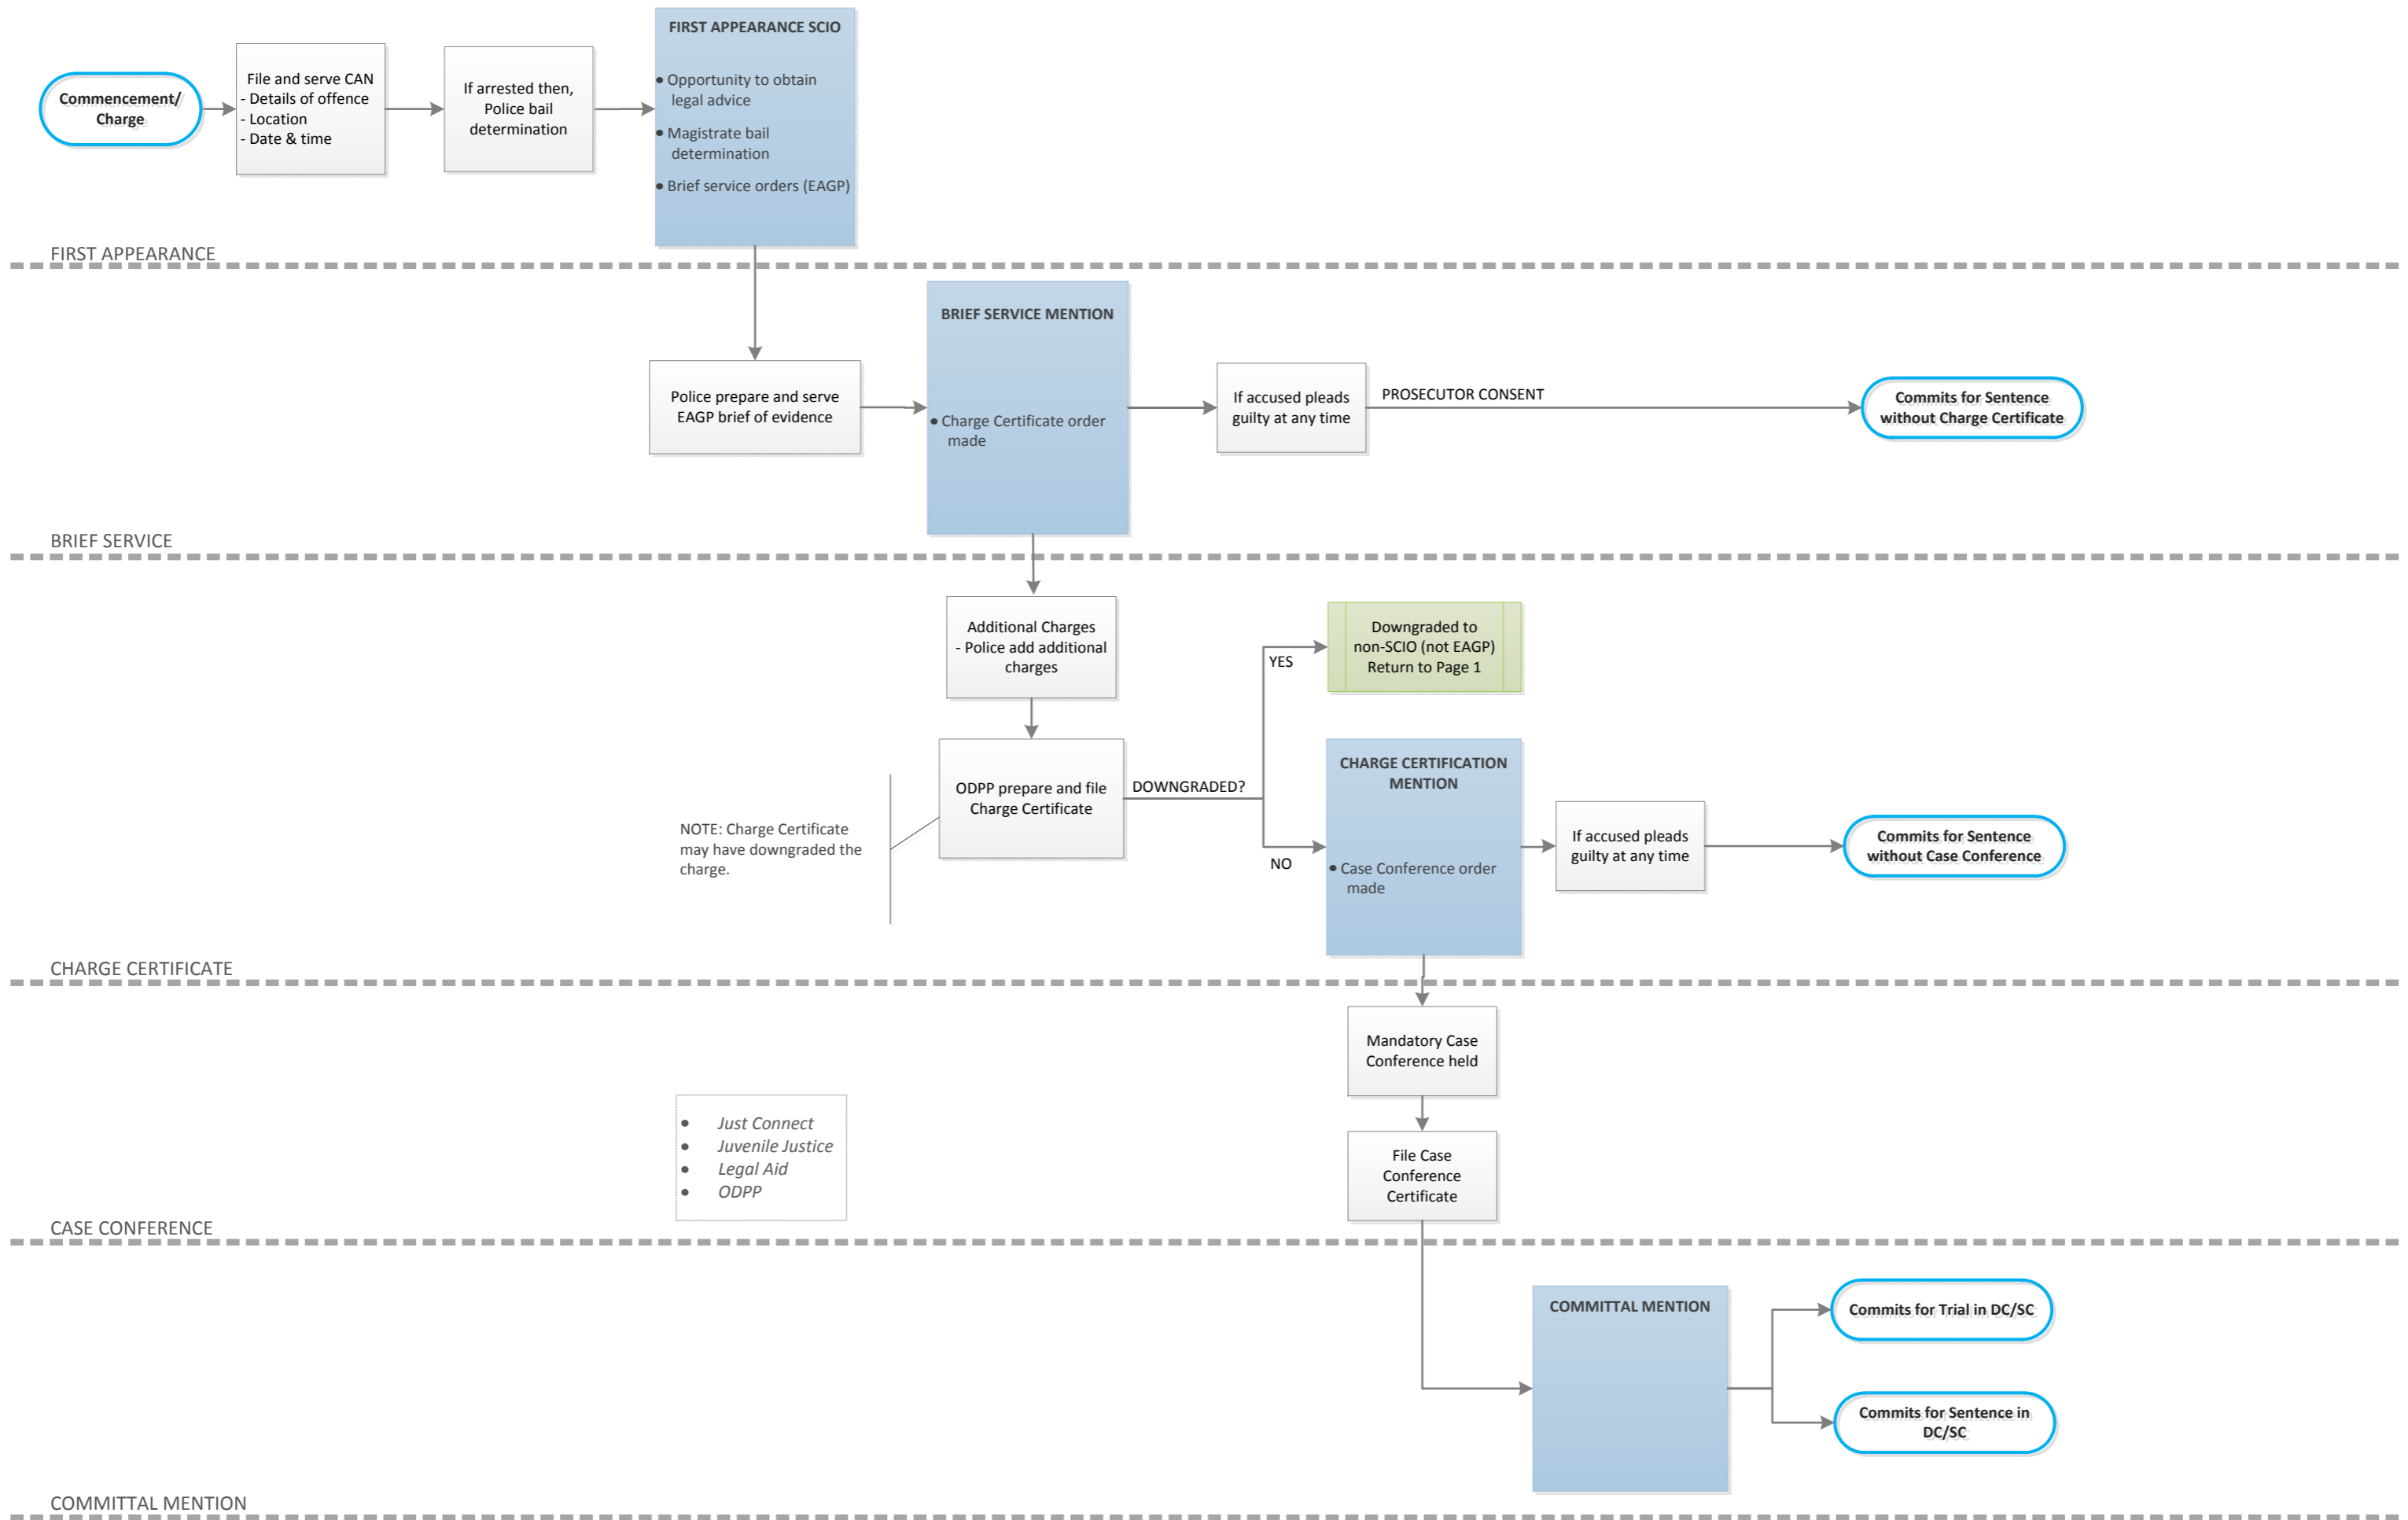 FIRST APPEARANCE SCIO
Commencement/
Charge
File and serve CAN
- Details of offence
- Location
- Date & time
If arrested then,
Police bail
determination
• Opportunity to obtain
legal advice
• Magistrate bail
determination
• Brief service orders (EAGP)
FIRST APPEARANCE
BRIEF SERVICE MENTION
Police prepare and serve
EAGP brief of evidence
• Charge Certificate order
made
If accused pleads
guilty at any time
PROSECUTOR CONSENT
Commits for Sentence
without Charge Certificate
BRIEF SERVICE
Additional Charges
- Police add additional
charges
YES
Downgraded to
non-SCIO (not EAGP)
Return to Page 1
ODPP prepare and file
Charge Certificate
DOWNGRADED?
NOTE: Charge Certificate
may have downgraded the
charge.
NO
CHARGE CERTIFICATION
MENTION
• Case Conference order
made
If accused pleads
guilty at any time
Commits for Sentence
without Case Conference
CHARGE CERTIFICATE
Mandatory Case
Conference held
• Just Connect
• Juvenile Justice
• Legal Aid
• ODPP
File Case
Conference
Certificate
CASE CONFERENCE
COMMITTAL MENTION
Commits for Trial in DC/SC
Commits for Sentence in
DC/SC
COMMITTAL MENTION